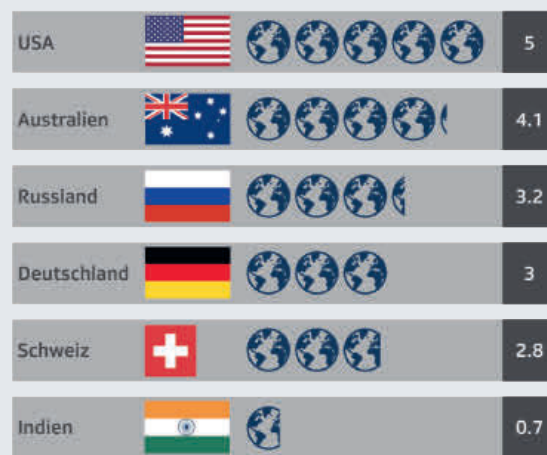 USA 5
Australien 4.1
Russland 3.2
Deutschland 3
Schweiz 2.8
Indien 0.7